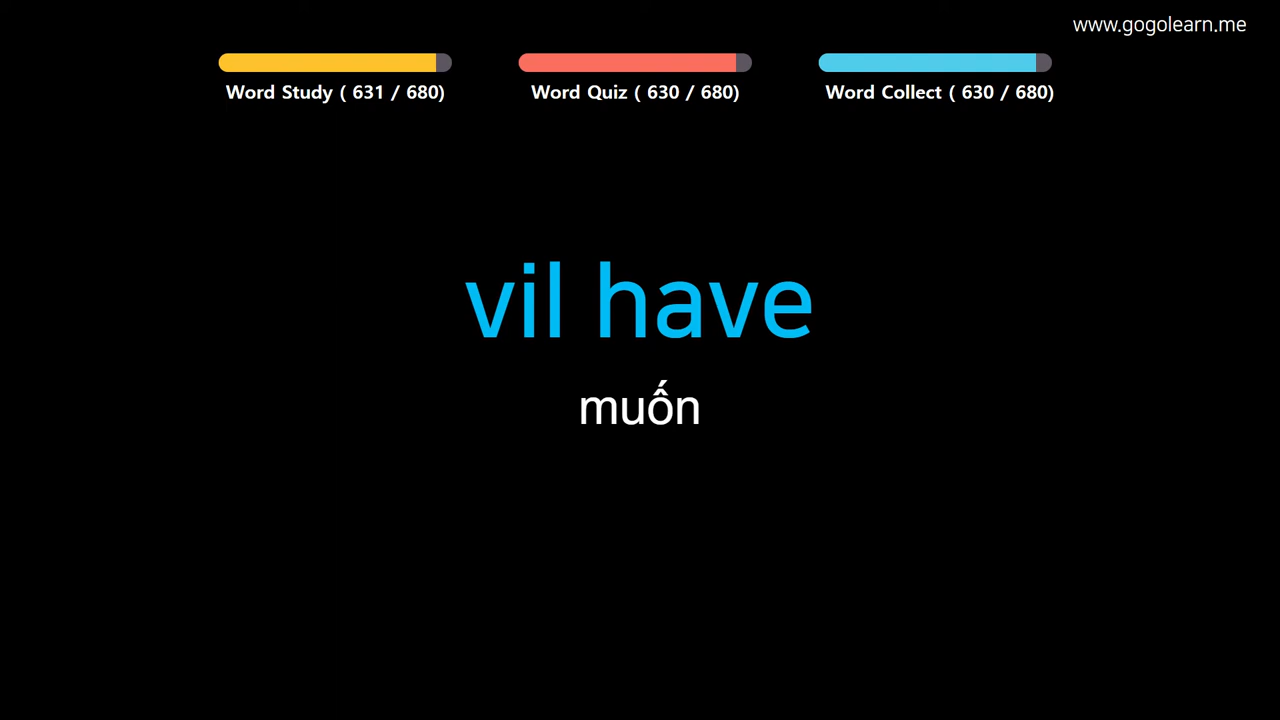 www.gogolearn.me
Word Study ( 631 / 680)
Word Quiz ( 630 / 680)
Word Collect ( 630 / 680)
vil have
muốn